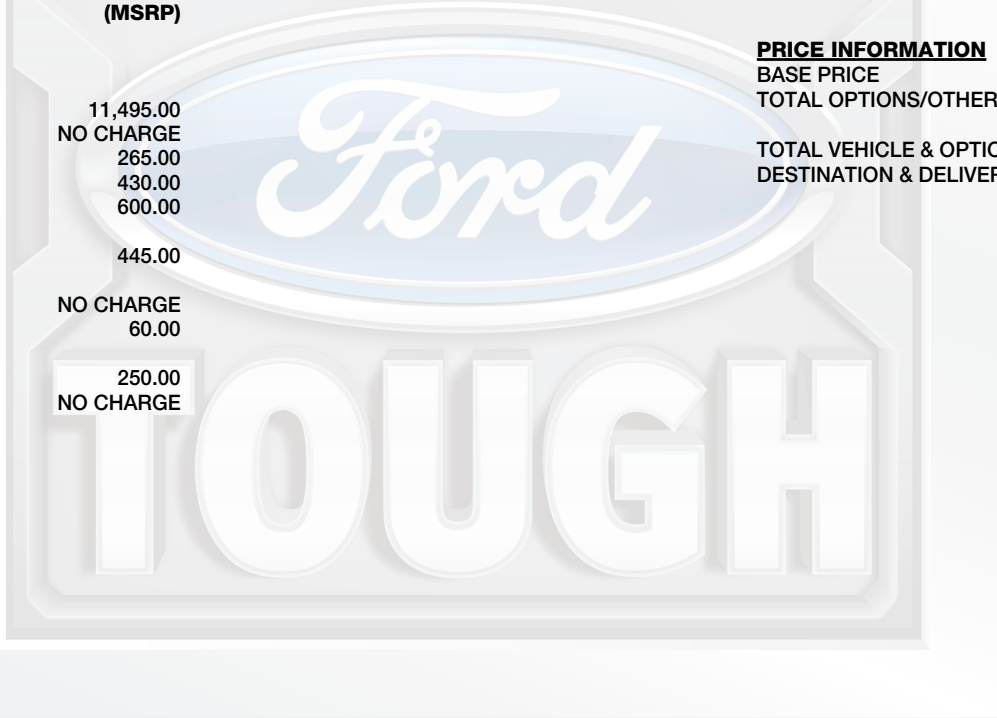 (MSRP)
11,495.00
NO CHARGE
265.00
430.00
600.00
445.00
NO CHARGE
60.00
250.00
NO CHARGE
PRICE INFORMATION
BASE PRICE
TOTAL OPTIONS/OTHER
TOTAL VEHICLE & OPTIO
DESTINATION & DELIVER
Ford
TOUGH